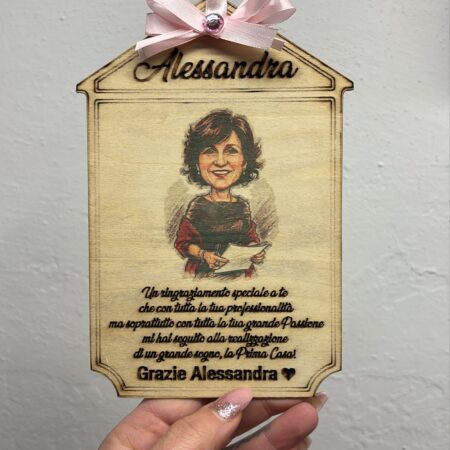 Alessandra
Un ringraziamento speciale a te
che con tutta la tua professionalità
ma soprattutto con tutta la tua grande Passione
mi hai seguito alla realizzazione
di un grande sogno, la Prima Casa!
Grazie Alessandra ♥